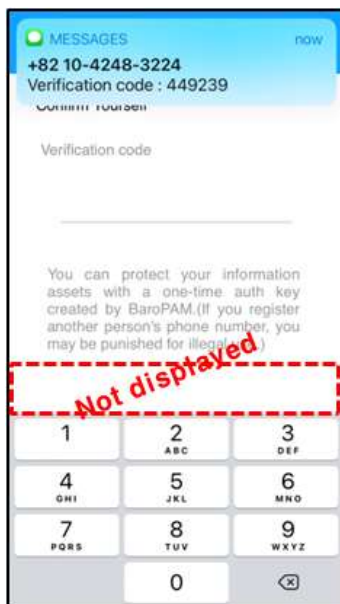 MESSAGES now
+82 10-4248-3224
Verification code : 449239
Confirm Yourself
Verification code
You can protect your information
assets with a one-time auth key
created by BaroPAM.(If you register
another person's phone number, you
may be punished for illegal use.)
Not displayed
1 2 3
ABC DEF
4 5 6
GHI JKL MNO
7 8 9
PQRS TUV WXYZ
0